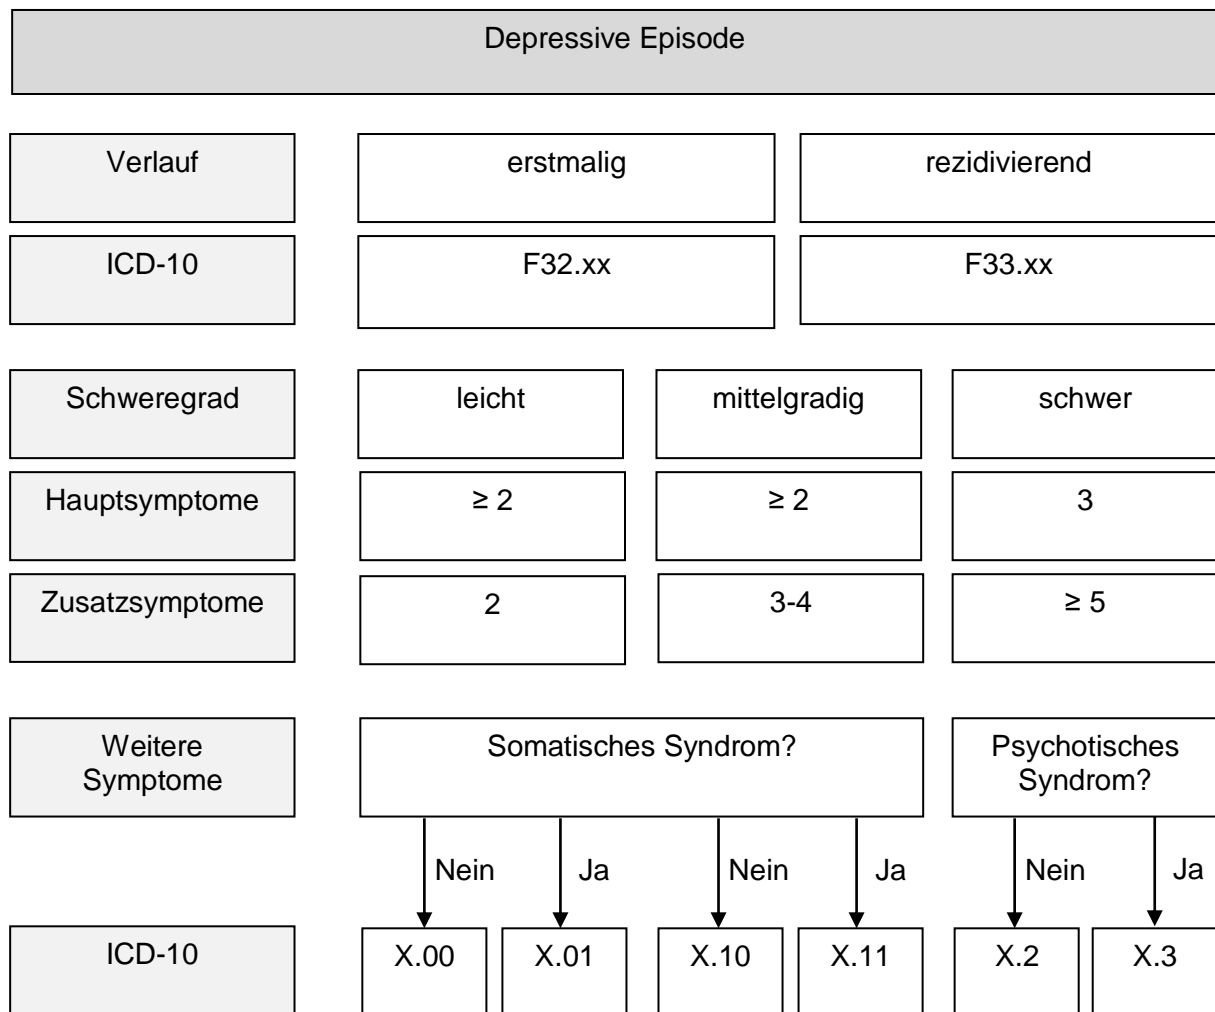 Depressive Episode
Verlauf erstmalig rezidivierend
ICD-10 F32.xx F33.xx
Schweregrad leicht mittelgradig schwer
Hauptsymptome ≥ 2 ≥ 2 3
Zusatzsymptome 2 3-4 ≥ 5
Weitere Symptome Somatisches Syndrom? Psychotisches Syndrom?
Nein Ja Nein Ja Nein Ja
ICD-10 X.00 X.01 X.10 X.11 X.2 X.3